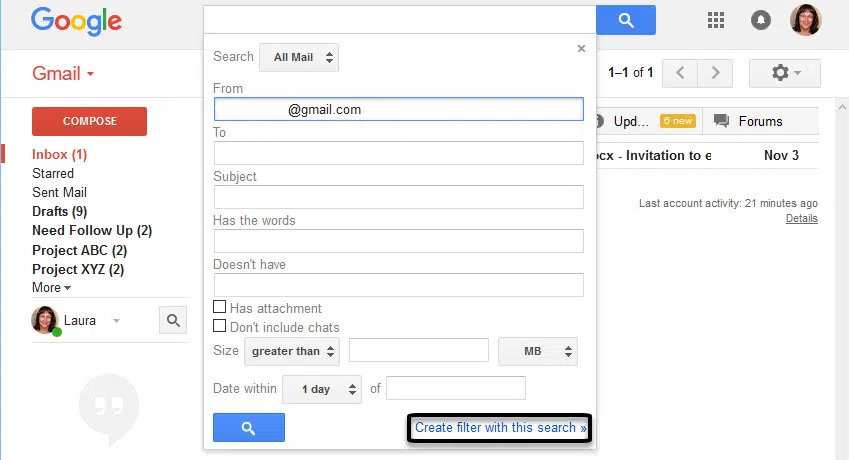 Google
Search All Mail
×
Gmail
1–1 of 1
From
@gmail.com
COMPOSE
Upd... 6 new Forums
To
Inbox (1)
ocx - Invitation to e Nov 3
Starred
Subject
Sent Mail
Drafts (9)
Last account activity: 21 minutes ago
Details
Has the words
Need Follow Up (2)
Project ABC (2)
Doesn't have
Project XYZ (2)
More
Has attachment
Laura
Don't include chats
Size greater than MB
Date within 1 day of
Create filter with this search »